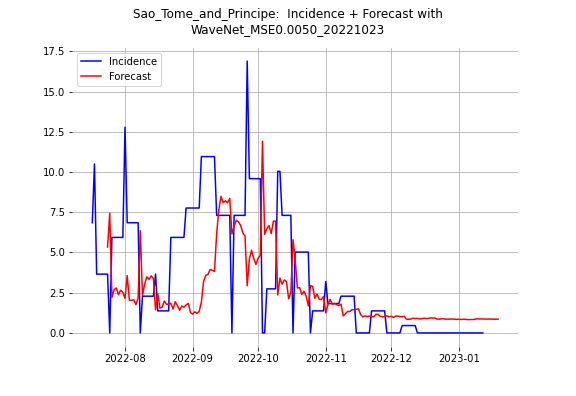 Sao_Tome_and_Principe:  Incidence + Forecast with
WaveNet_MSE0.0050_20221023
Incidence
Forecast
17.5
15.0
12.5
10.0
7.5
5.0
2.5
0.0
2022-08 2022-09 2022-10 2022-11 2022-12 2023-01